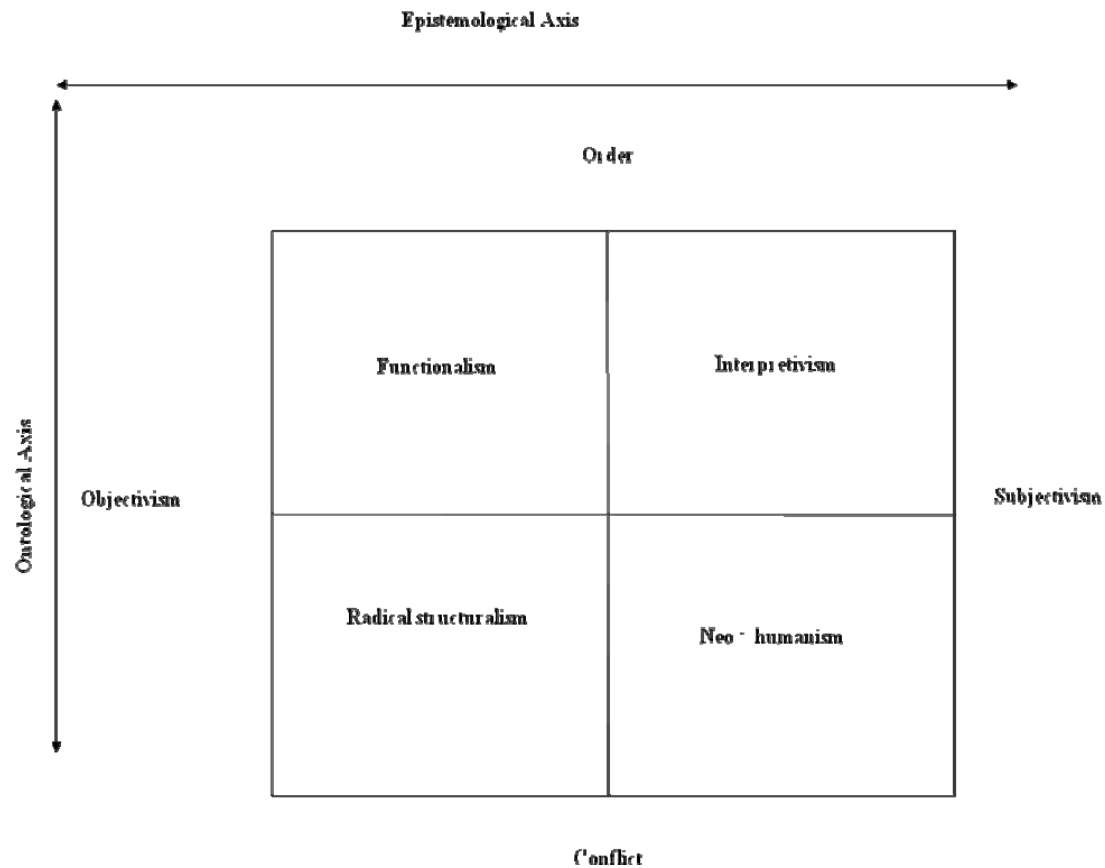 Epistemological Axis
Order
Functionalism
Interpretivism
Ontological Axis
Objectivism
Subjectivism
Radical structuralism
Neo - humanism
Conflict